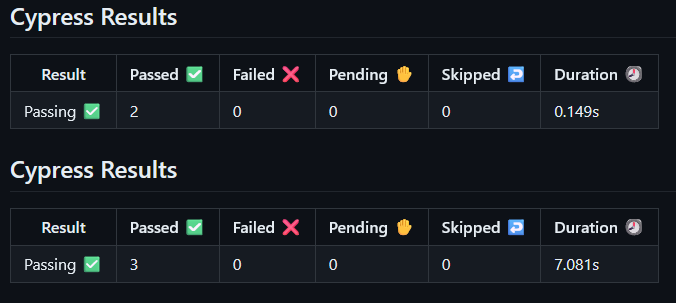 Cypress Results
Result Passed ✅ Failed ❌ Pending ✋ Skipped ↩️ Duration 🕗
Passing ✅ 2 0 0 0 0.149s
Cypress Results
Result Passed ✅ Failed ❌ Pending ✋ Skipped ↩️ Duration 🕗
Passing ✅ 3 0 0 0 7.081s